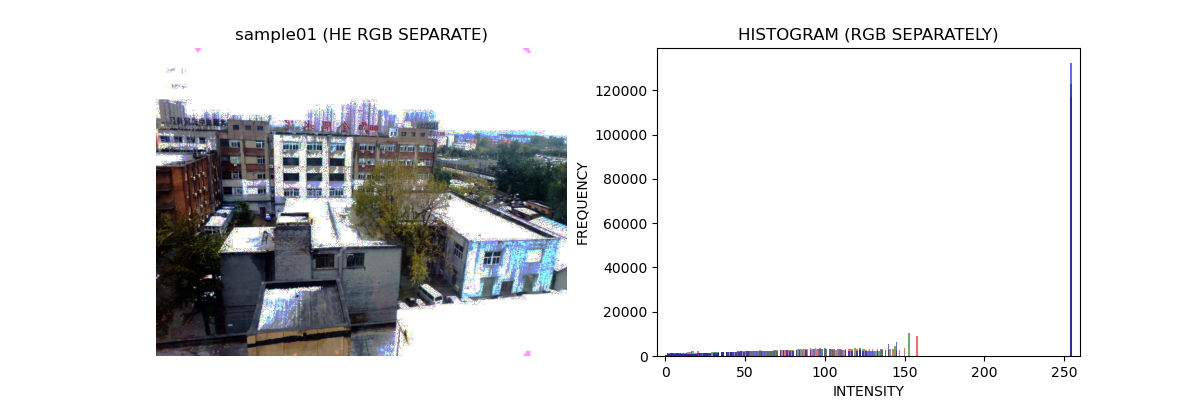 sample01 (HE RGB SEPARATE)
HISTOGRAM (RGB SEPARATELY)
FREQUENCY
120000
100000
80000
60000
40000
20000
0
0 50 100 150 200 250
INTENSITY